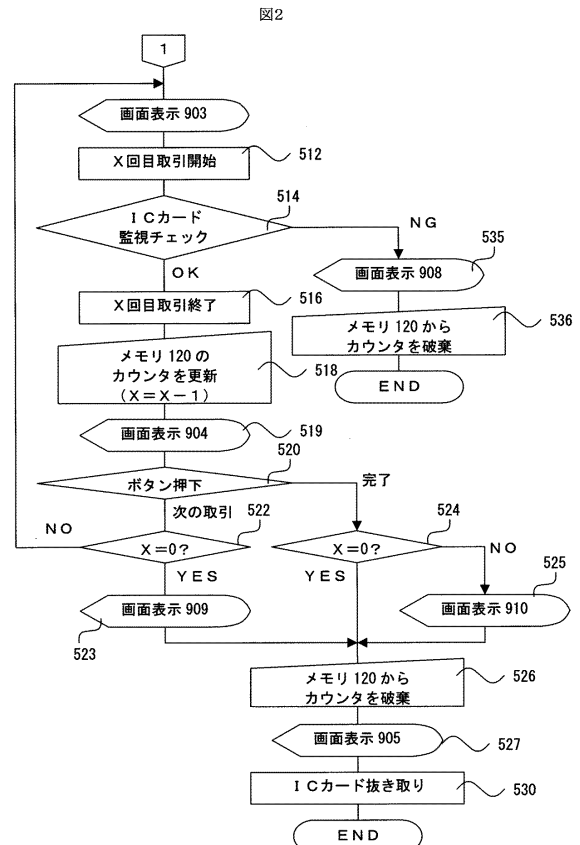 図2
1
画面表示 903
X回目取引開始
512
ICカード
監視チェック
514
NG
OK
画面表示 908
535
X回目取引終了
516
メモリ 120 から
カウンタを破棄
536
メモリ 120 の
カウンタを更新
(X=X-1)
518
END
画面表示 904
519
ボタン押下
520
完了
次の取引
522
524
NO
X=0?
X=0?
NO
YES
YES
525
画面表示 909
画面表示 910
523
メモリ 120 から
カウンタを破棄
526
画面表示 905
527
ICカード抜き取り
530
END